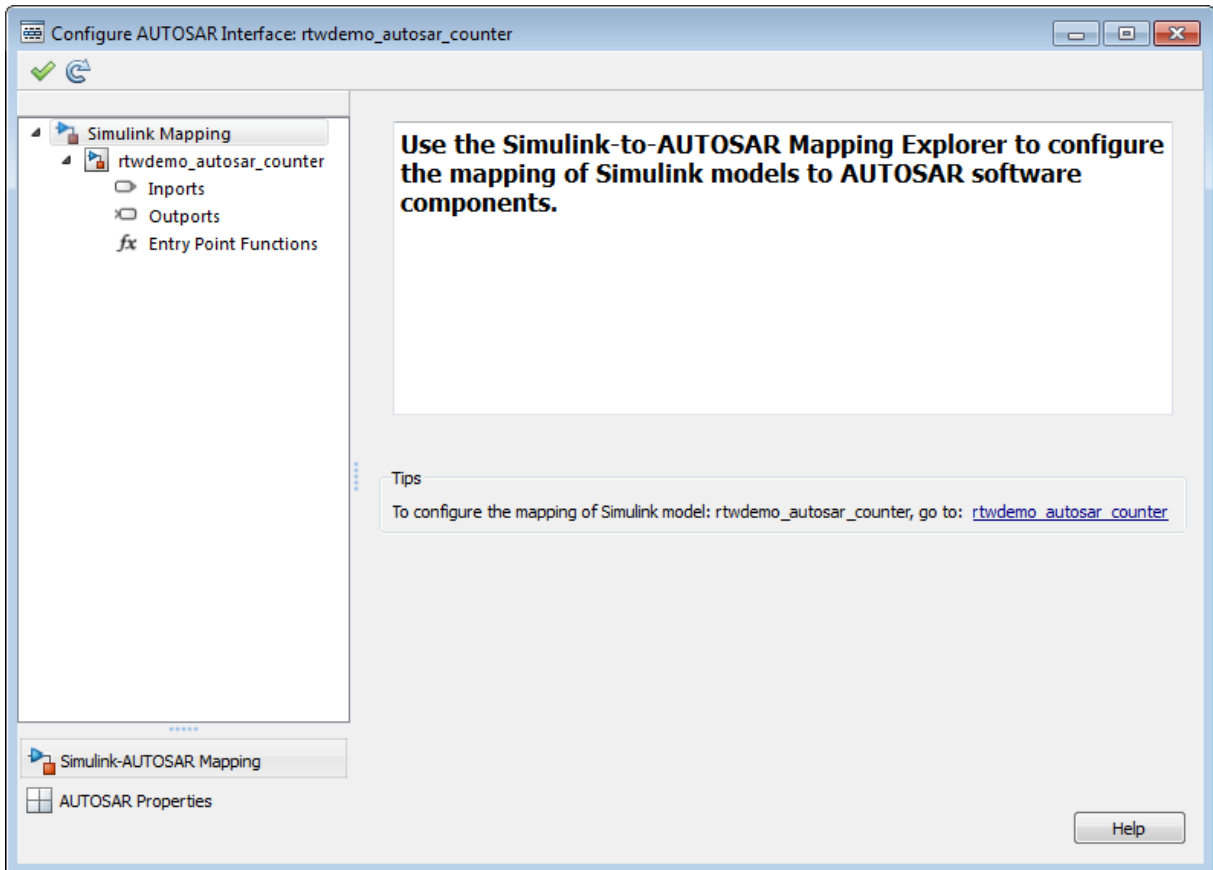 Configure AUTOSAR Interface: rtwdemo_autosar_counter
Simulink Mapping
rtwdemo_autosar_counter
Inports
Outports
fx Entry Point Functions
Use the Simulink-to-AUTOSAR Mapping Explorer to configure
the mapping of Simulink models to AUTOSAR software
components.
Tips
To configure the mapping of Simulink model: rtwdemo_autosar_counter, go to: rtwdemo_autosar_counter
Simulink-AUTOSAR Mapping
AUTOSAR Properties
Help